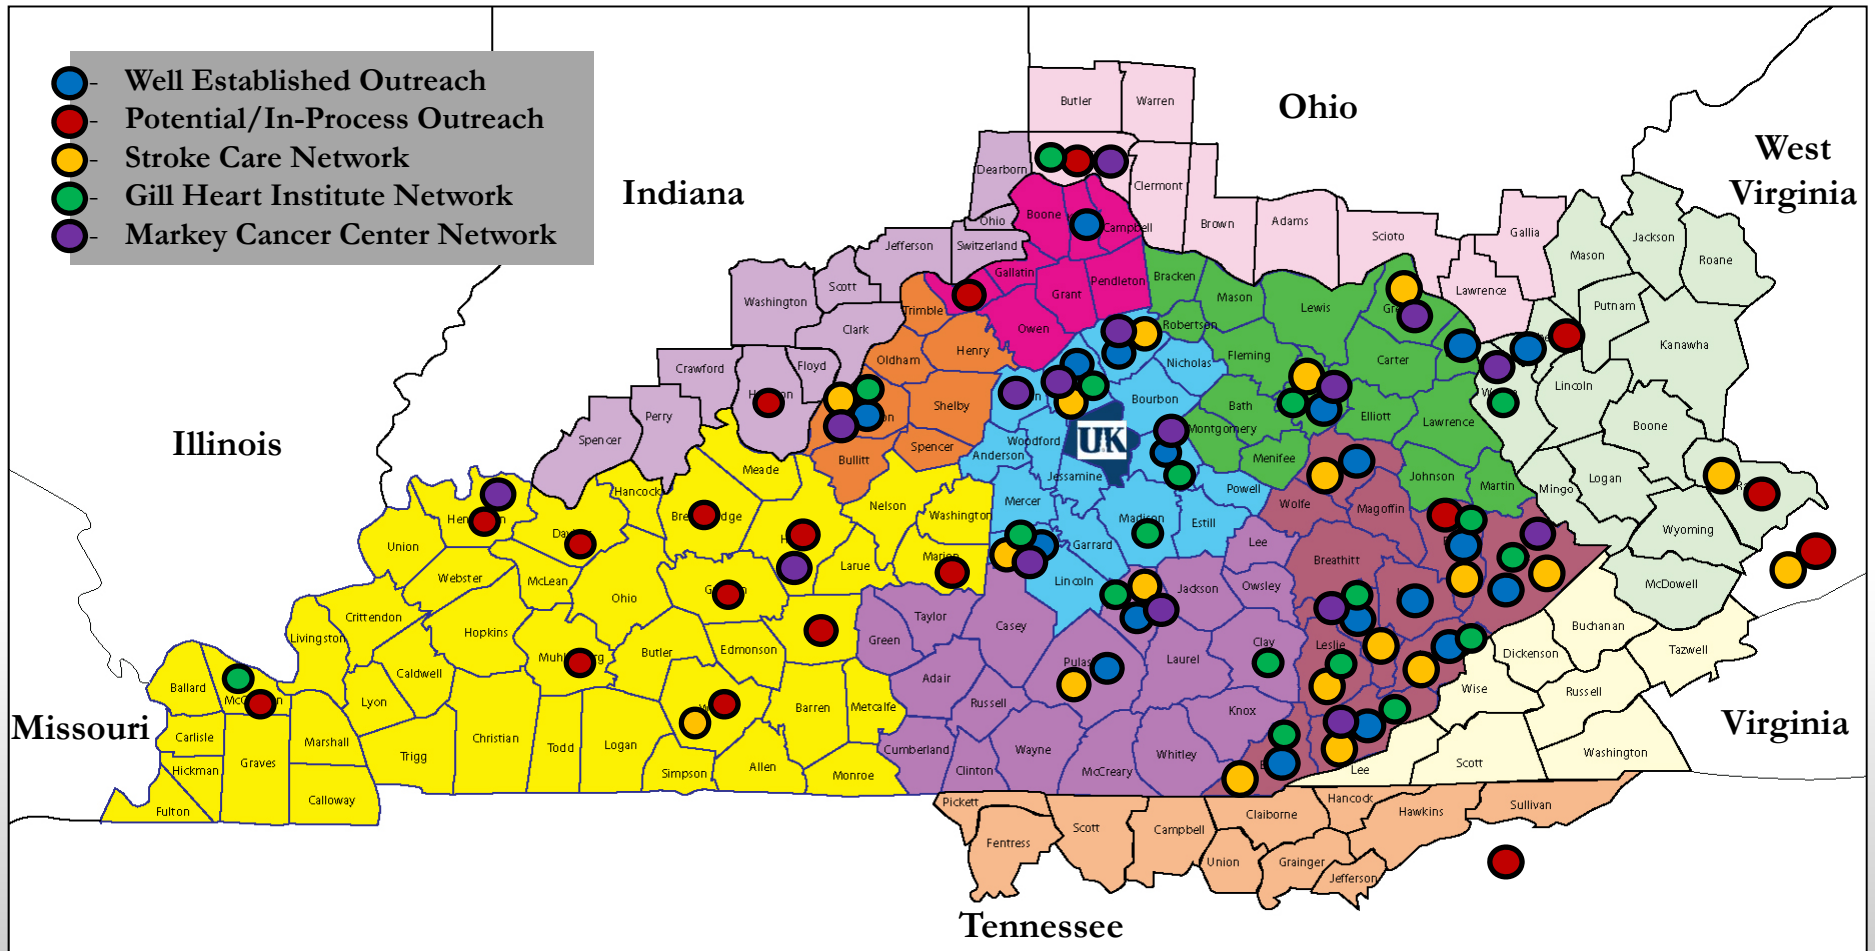 Well Established Outreach
Potential/In-Process Outreach
Stroke Care Network
Gill Heart Institute Network
Markey Cancer Center Network
Indiana
Ohio
West
Virginia
Illinois
Missouri
Virginia
Tennessee
UK
Butler
Warren
Dearborn
Clermont
Ohio
Boone
Campbell
Brown
Adams
Scioto
Gallia
Mason
Jackson
Roane
Jefferson
Switzerland
Gallatin
Grant
Pendleton
Bracken
Mason
Lewis
Lawrence
Putnam
Washington
Scott
Trimble
Owen
Robertson
Clark
Henry
Oldham
Nicholas
Fleming
Carter
Kanawha
Crawford
Floyd
Lincoln
Perry
Shelby
Bourbon
Bath
Elliott
Lawrence
Boone
Spencer
Woodford
Montgomery
Spencer
Anderson
Menifee
Bullitt
Meade
Jessamine
Johnson
Martin
Mingo
Logan
Hancock
Nelson
Mercer
Powell
Wolfe
Magoffin
Washington
Madison
Estill
Wyoming
Union
Garrard
Lee
Marion
Breathitt
Webster
McLean
Larue
Lincoln
Jackson
Owsley
McDowell
Ohio
Crittendon
Taylor
Casey
Buchanan
Livingston
Hopkins
Green
Clay
Leslie
Butler
Edmonson
Dickenson
Tazwell
Caldwell
Laurel
Ballard
Adair
Wise
Russell
Lyon
Russell
Barren
Metcalfe
Knox
Carlisle
Marshall
Christian
Todd
Logan
Cumberland
Wayne
Whitley
Washington
Trigg
Graves
Scott
Hickman
Simpson
Allen
Monroe
Clinton
McCreary
Lee
Calloway
Fulton
Pickett
Hancock
Sullivan
Claiborne
Hawkins
Scott
Campbell
Fentress
Union
Grainger
Jefferson